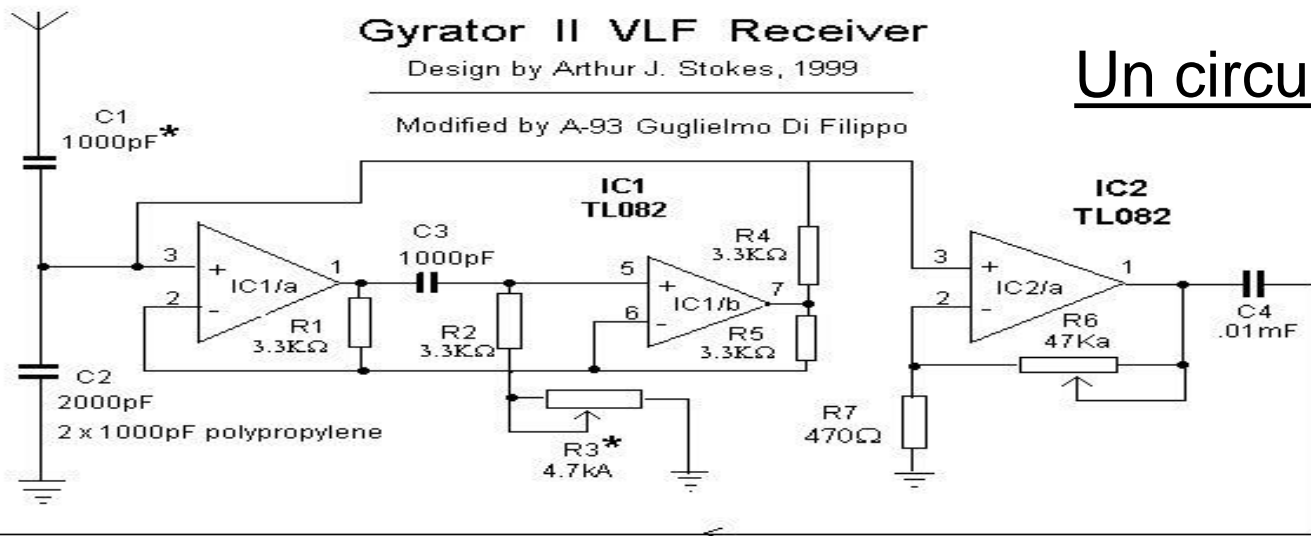 Gyrator II VLF Receiver
Design by Arthur J. Stokes, 1999
Modified by A-93 Guglielmo Di Filippo
Un circu
C1
1000pF*
IC1
TL082
IC2
TL082
C3
1000pF
R4
3.3KΩ
3
+
IC1/a
1
2
-
5
+
IC1/b
7
6
-
3
+
IC2/a
1
2
-
R1
3.3KΩ
R2
3.3KΩ
R5
3.3KΩ
R6
47Ka
C4
.01mF
C2
2000pF
2 x 1000pF polypropylene
R3*
4.7kA
R7
470Ω